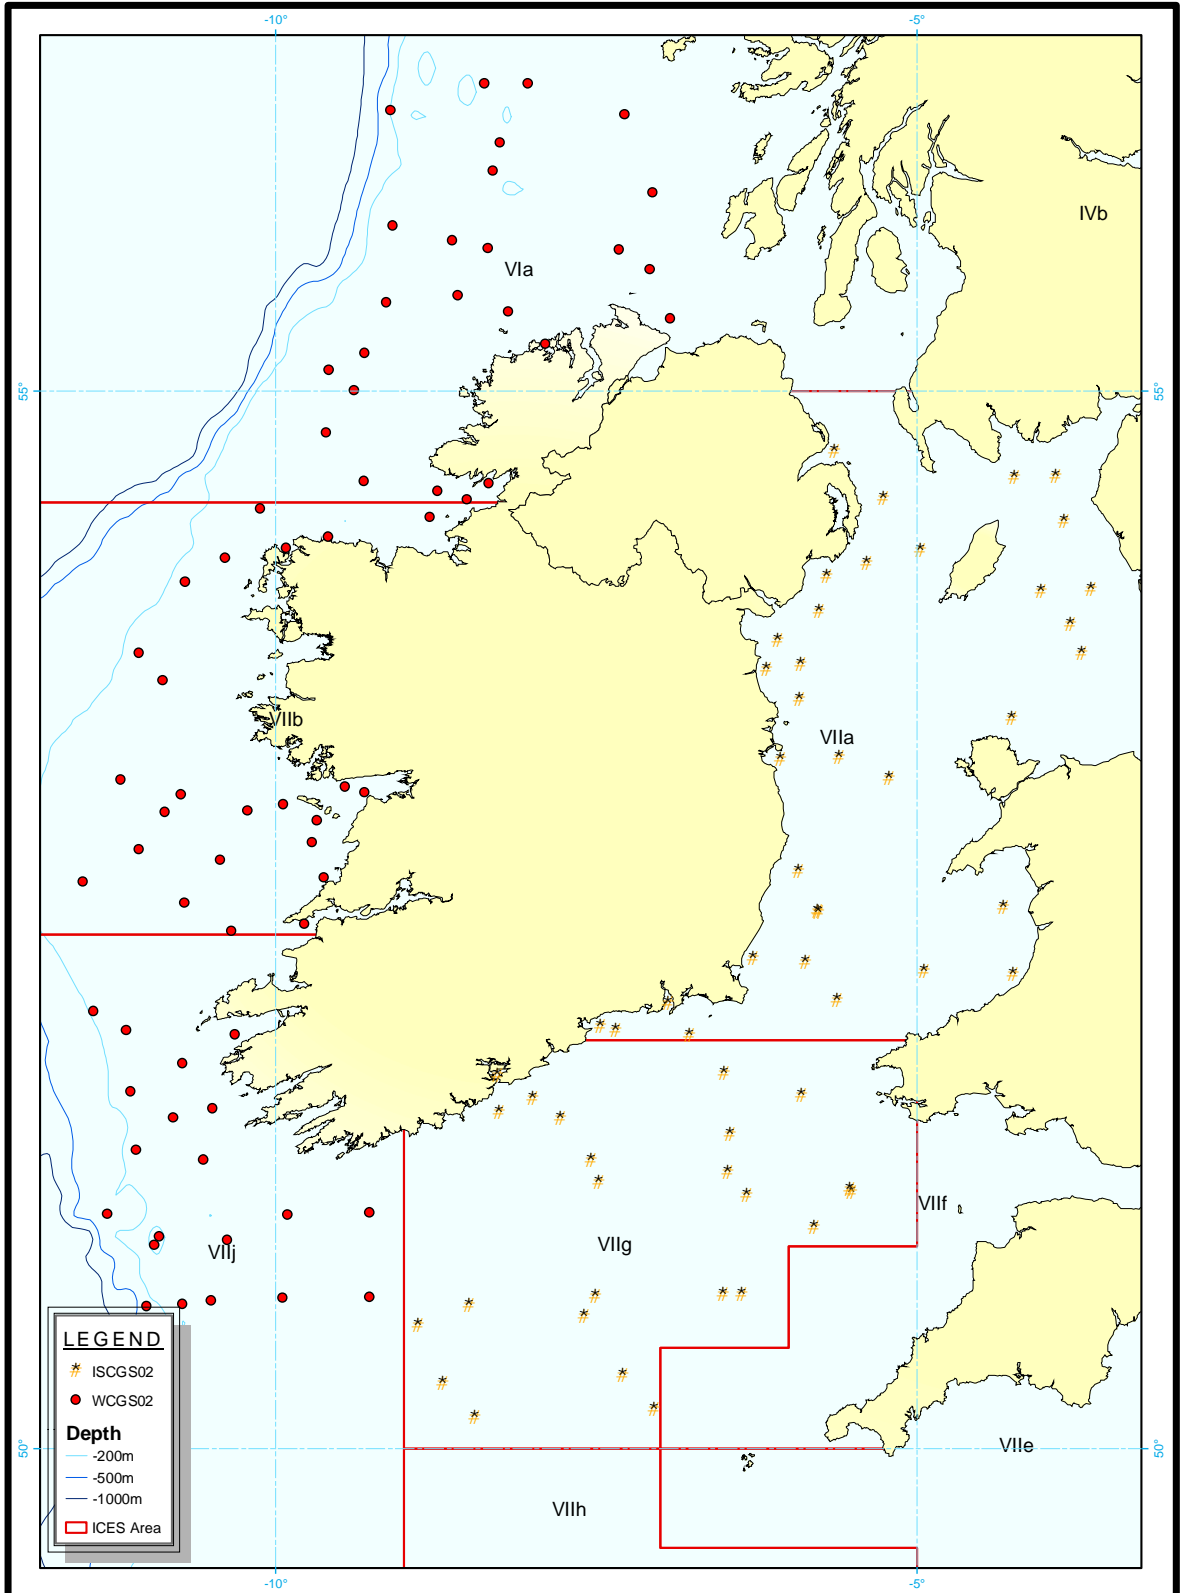 -10° -5°
IVb
VIa
55° 55°
VIIb
VIIa
VIIf
VIIg
VIIj
LEGEND
ISCGS02
WCGS02
Depth
-200m
-500m
-1000m
ICES Area
50° 50°
VIIe
VIIh
-10° -5°